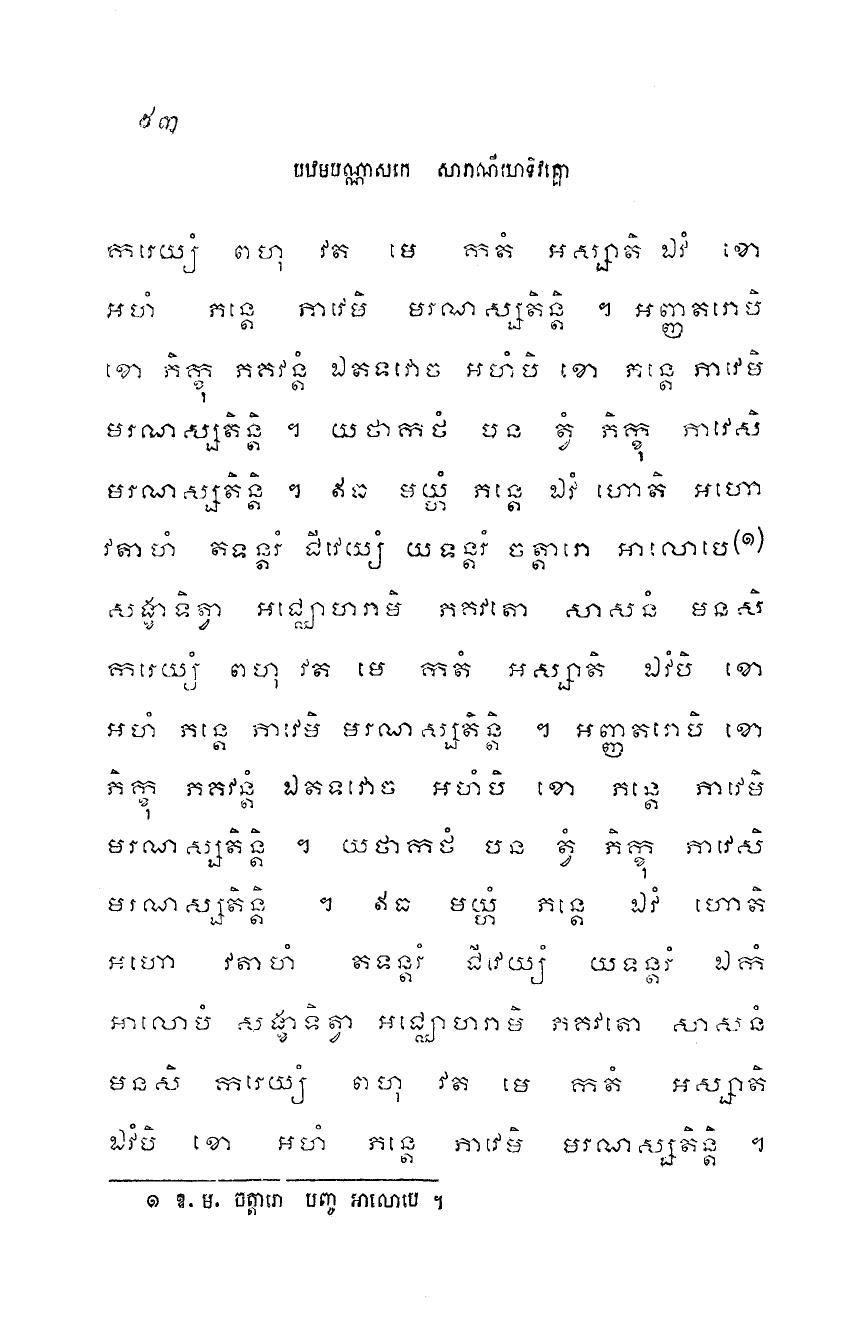 បឋមបណ្ណាសកេ សារាណីយាទិវគ្គោ
ករេយ្យំ ពហុ វត មេ កតំ អស្សាតិ ឯវំ ខោ
អហំ ភន្តេ ភាវេមិ មរណស្សតិន្តិ ។ អញ្ញតរោបិ
ខោ ភិក្ខុ ភគវន្តំ ឯតទវោច អហំបិ ខោ ភន្តេ ភាវេមិ
មរណស្សតិន្តិ ។ យថាកថំ បន ត្វំ ភិក្ខុ ភាវេសិ
មរណស្សតិន្តិ ។ ឥធ មយ្ហំ ភន្តេ ឯវំ ហោតិ អហោ
វតាហំ តទន្តរំ ជីវេយ្យំ យទន្តរំ ចត្តារោ អាលោបេ(១)
សង្ខាទិត្វា អជ្ឈោហរាមិ ភគវតោ សាសនំ មនសិ
ករេយ្យំ ពហុ វត មេ កតំ អស្សាតិ ឯវំបិ ខោ
អហំ ភន្តេ ភាវេមិ មរណស្សតិន្តិ ។ អញ្ញតរោបិ ខោ
ភិក្ខុ ភគវន្តំ ឯតទវោច អហំបិ ខោ ភន្តេ ភាវេមិ
មរណស្សតិន្តិ ។ យថាកថំ បន ត្វំ ភិក្ខុ ភាវេសិ
មរណស្សតិន្តិ ។ ឥធ មយ្ហំ ភន្តេ ឯវំ ហោតិ
អហោ វតាហំ តទន្តរំ ជីវេយ្យំ យទន្តរំ ឯកំ
អាលោបំ សង្ខាទិត្វា អជ្ឈោហរាមិ ភគវតោ សាសនំ
មនសិ ករេយ្យំ ពហុ វត មេ កតំ អស្សាតិ
ឯវំបិ ខោ អហំ ភន្តេ ភាវេមិ មរណស្សតិន្តិ ។
១ ឱ. ម. ចត្តារោ បញ្ច អាលោបេ ។